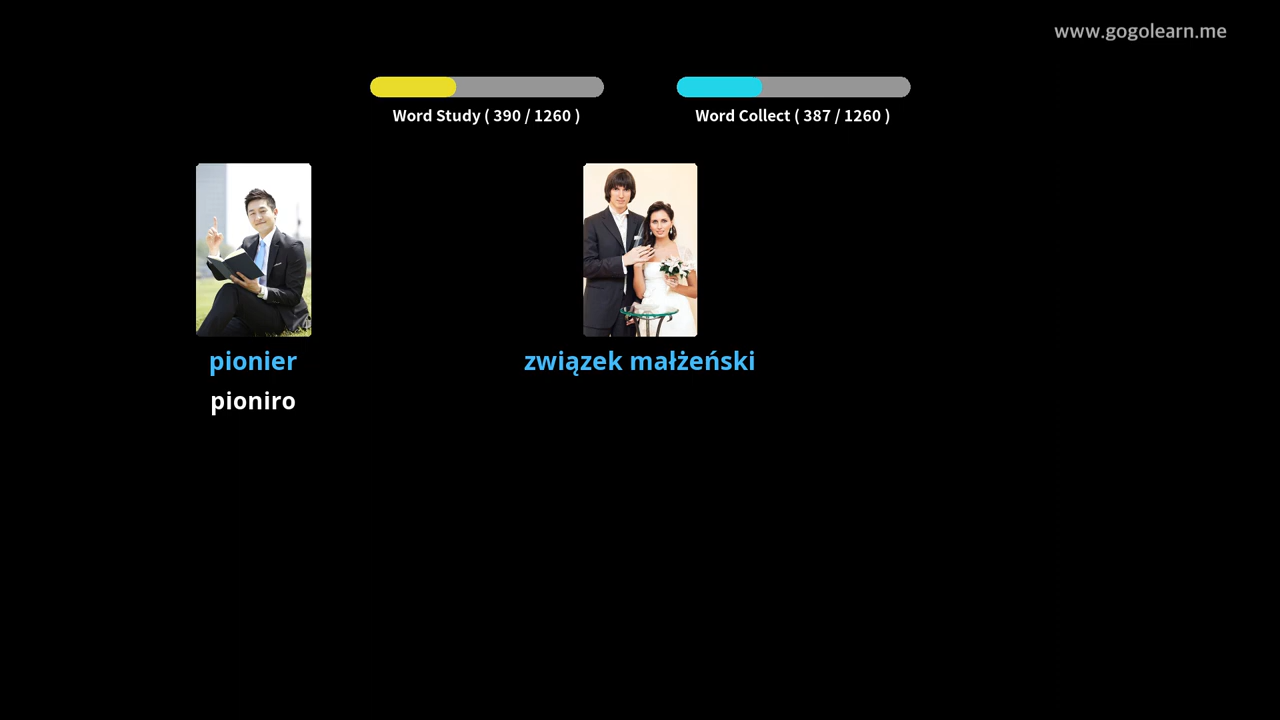 www.gogolearn.me
Word Study ( 390 / 1260 )
Word Collect ( 387 / 1260 )
pionier
związek małżeński
pioniro